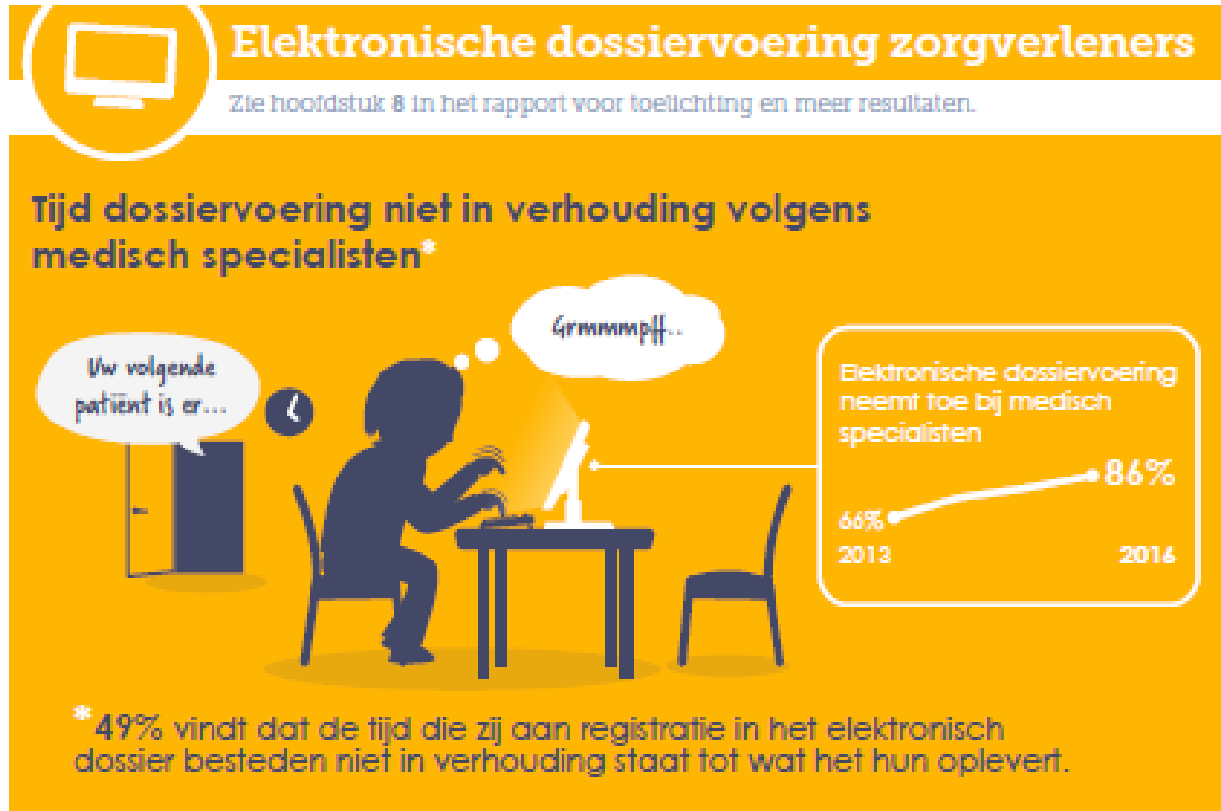 Elektronische dossiervoering zorgverleners
Zie hoofdstuk 8 in het rapport voor toelichting en meer resultaten.
Tijd dossiervoering niet in verhouding volgens
medisch specialisten*
Grmmmpff..
Uw volgende
patiënt is er...
Elektronische dossiervoering
neemt toe bij medisch
specialisten
86%
66%
2013 2016
*49% vindt dat de tijd die zij aan registratie in het elektronisch
dossier besteden niet in verhouding staat tot wat het hun oplevert.